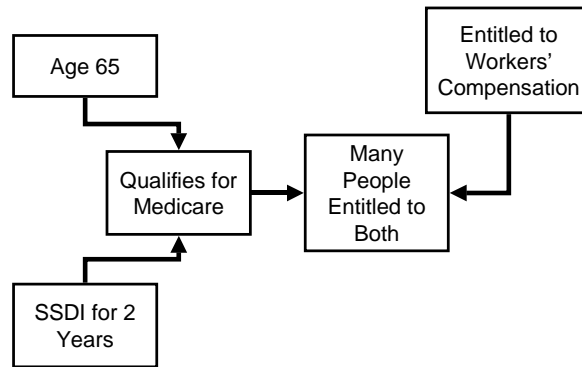 Age 65
Entitled to
Workers’
Compensation
Qualifies for
Medicare
Many
People
Entitled to
Both
SSDI for 2
Years